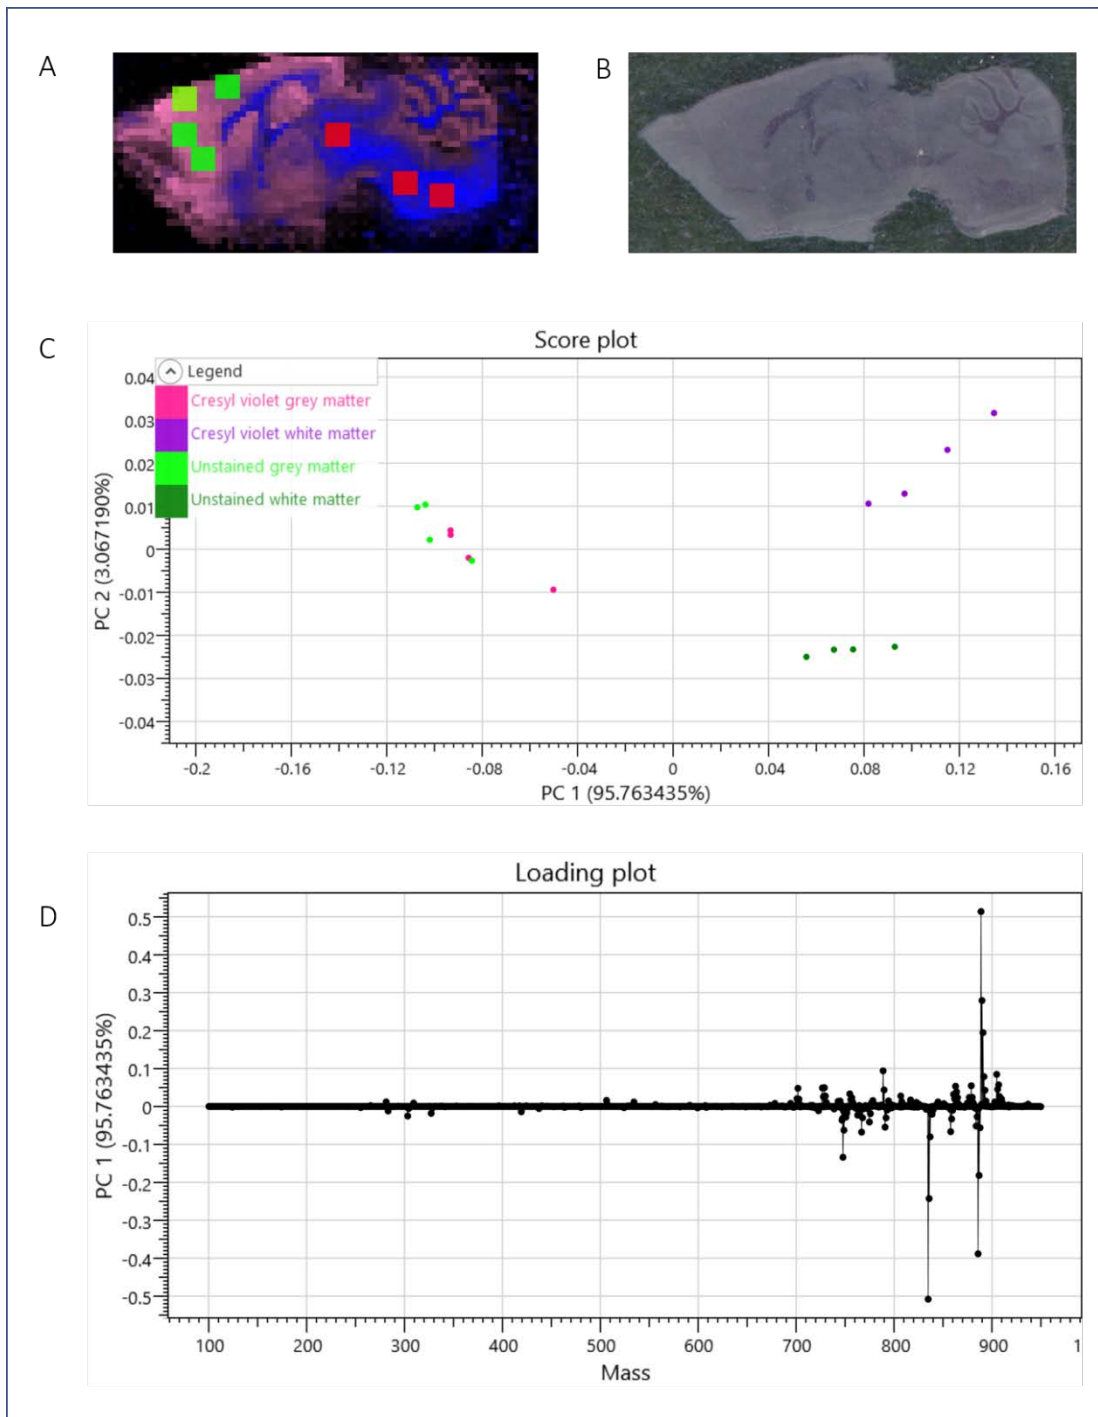 A
B
C
Score plot
Legend
Cresyl violet grey matter
Cresyl violet white matter
Unstained grey matter
Unstained white matter
0.04
0.03
0.02
0.01
0
-0.01
-0.02
-0.03
-0.04
PC 2 (3.067190%)
-0.2 -0.16 -0.12 -0.08 -0.04 0 0.04 0.08 0.12 0.16
PC 1 (95.763435%)
D
Loading plot
0.5
0.4
0.3
0.2
0.1
0
-0.1
-0.2
-0.3
-0.4
-0.5
PC 1 (95.763435%)
100 200 300 400 500 600 700 800 900 1
Mass